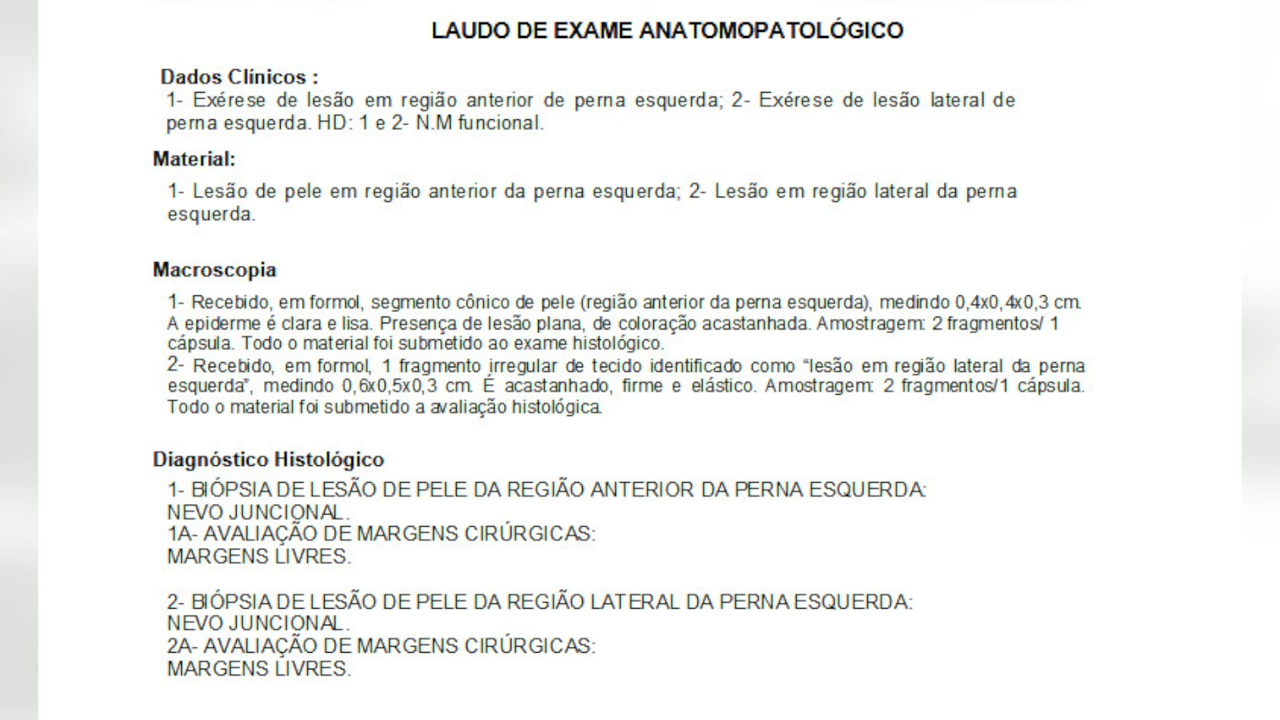 LAUDO DE EXAME ANATOMOPATOLÓGICO
Dados Clínicos :
1- Exérese de lesão em região anterior de perna esquerda; 2- Exérese de lesão lateral de
perna esquerda. HD: 1 e 2- N.M funcional.
Material:
1- Lesão de pele em região anterior da perna esquerda; 2- Lesão em região lateral da perna
esquerda.
Macroscopia
1- Recebido, em formol, segmento cônico de pele (região anterior da perna esquerda), medindo 0,4x0,4x0,3 cm.
A epiderme é clara e lisa. Presença de lesão plana, de coloração acastanhada. Amostragem: 2 fragmentos/ 1
cápsula. Todo o material foi submetido ao exame histológico.
2- Recebido, em formol, 1 fragmento irregular de tecido identificado como “lesão em região lateral da perna
esquerda”, medindo 0,6x0,5x0,3 cm. É acastanhado, firme e elástico. Amostragem: 2 fragmentos/1 cápsula.
Todo o material foi submetido a avaliação histológica.
Diagnóstico Histológico
1- BIÓPSIA DE LESÃO DE PELE DA REGIÃO ANTERIOR DA PERNA ESQUERDA:
NEVO JUNCIONAL.
1A- AVALIAÇÃO DE MARGENS CIRÚRGICAS:
MARGENS LIVRES.
2- BIÓPSIA DE LESÃO DE PELE DA REGIÃO LATERAL DA PERNA ESQUERDA:
NEVO JUNCIONAL.
2A- AVALIAÇÃO DE MARGENS CIRÚRGICAS:
MARGENS LIVRES.